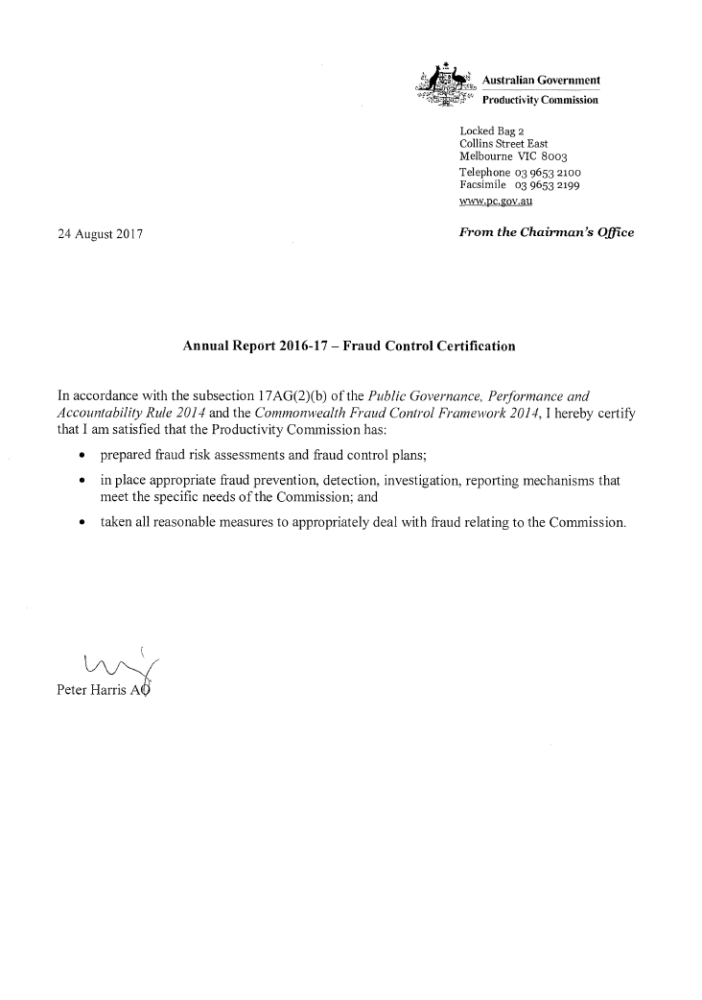 Australian Government
Productivity Commission
Locked Bag 2
Collins Street East
Melbourne VIC 8003
Telephone 03 9653 2100
Facsimile 03 9653 2199
www.pc.gov.au
24 August 2017
From the Chairman's Office
Annual Report 2016-17 – Fraud Control Certification
In accordance with the subsection 17AG(2)(b) of the Public Governance, Performance and
Accountability Rule 2014 and the Commonwealth Fraud Control Framework 2014, I hereby certify
that I am satisfied that the Productivity Commission has:
• prepared fraud risk assessments and fraud control plans;
• in place appropriate fraud prevention, detection, investigation, reporting mechanisms that
meet the specific needs of the Commission; and
• taken all reasonable measures to appropriately deal with fraud relating to the Commission.
Peter Harris AO